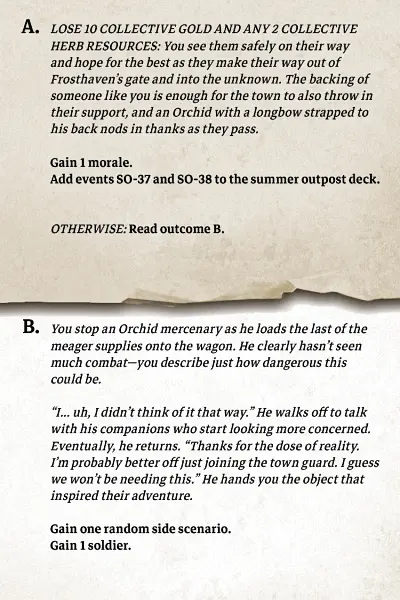 A. LOSE 10 COLLECTIVE GOLD AND ANY 2 COLLECTIVE
HERB RESOURCES: You see them safely on their way
and hope for the best as they make their way out of
Frosthaven's gate and into the unknown. The backing of
someone like you is enough for the town to also throw in
their support, and an Orchid with a longbow strapped to
his back nods in thanks as they pass.
Gain 1 morale.
Add events SO-37 and SO-38 to the summer outpost deck.
OTHERWISE: Read outcome B.
B. You stop an Orchid mercenary as he loads the last of the
meager supplies onto the wagon. He clearly hasn't seen
much combat—you describe just how dangerous this
could be.
“I... uh, I didn't think of it that way.” He walks off to talk
with his companions who start looking more concerned.
Eventually, he returns. “Thanks for the dose of reality.
I'm probably better off just joining the town guard. I guess
we won't be needing this.” He hands you the object that
inspired their adventure.
Gain one random side scenario.
Gain 1 soldier.